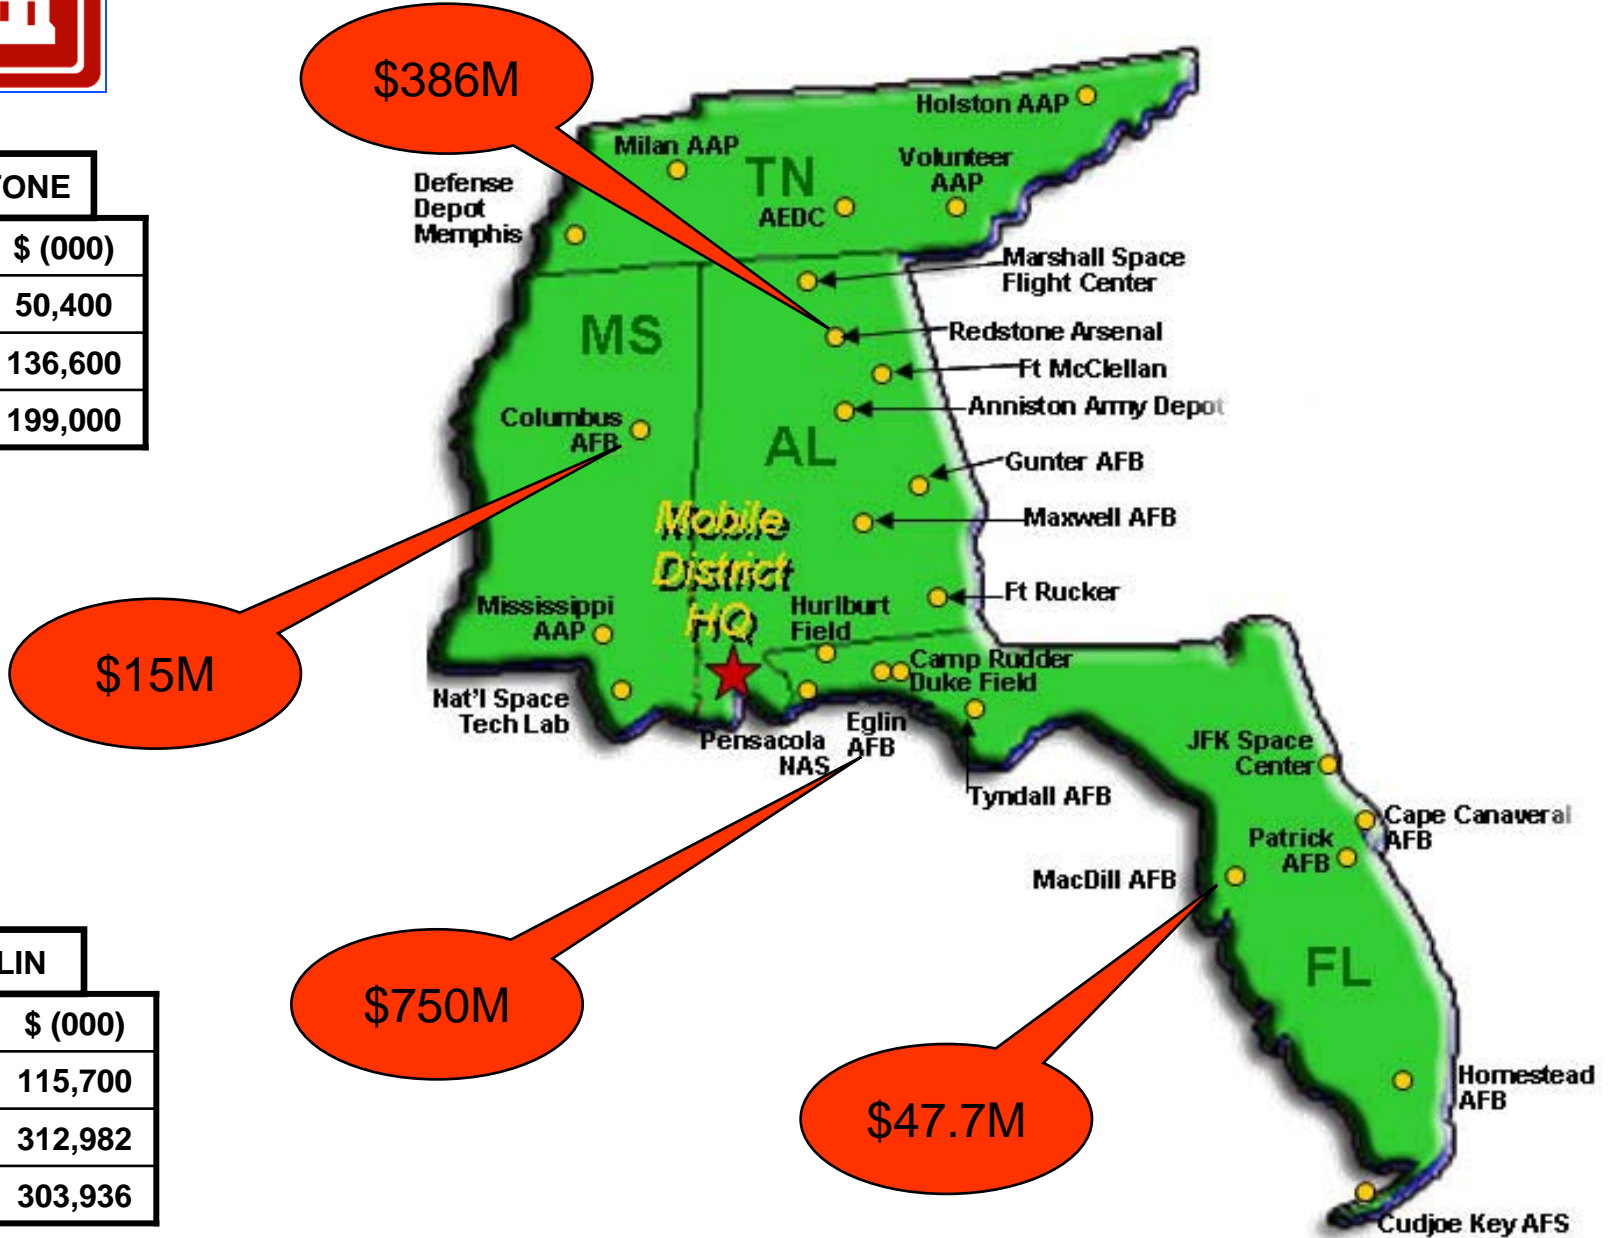 $386M
Holston AAP
Milan AAP
Volunteer
AAP
TN
AEDC
Defense
Depot
Memphis
$ (000)
50,400
136,600
199,000
Marshall Space
Flight Center
Redstone Arsenal
MS
Ft McClellan
Anniston Army Depot
Columbus
AFB
AL
Gunter AFB
Maxwell AFB
Mobile
District
HQ
Ft Rucker
Mississippi
AAP
Hurlburt
Field
$15M
Camp Rudder
Duke Field
Nat'l Space
Tech Lab
Pensacola
NAS
Eglin
AFB
JFK Space
Center
Tyndall AFB
Cape Canaveral
AFB
Patrick
AFB
MacDill AFB
LIN
$ (000)
115,700
312,982
303,936
FL
$750M
$47.7M
Homestead
AFB
Cudjoe Key AFS